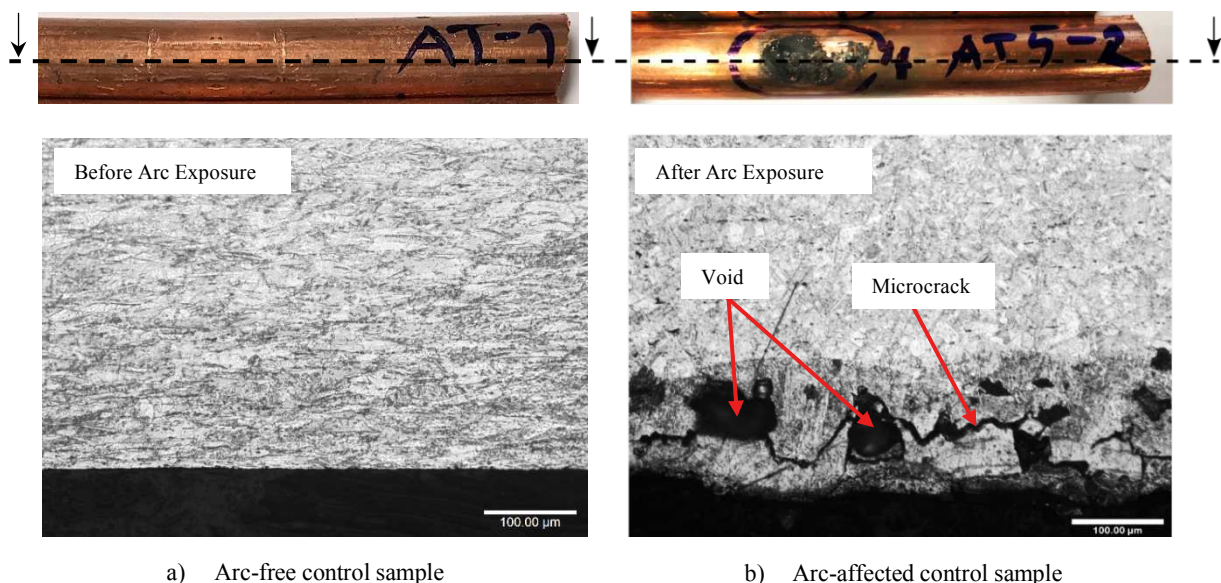 AT-1
4
AT5-2
Before Arc Exposure
After Arc Exposure
Void
Microcrack
100.00 µm
100.00 µm
a) Arc-free control sample
b) Arc-affected control sample